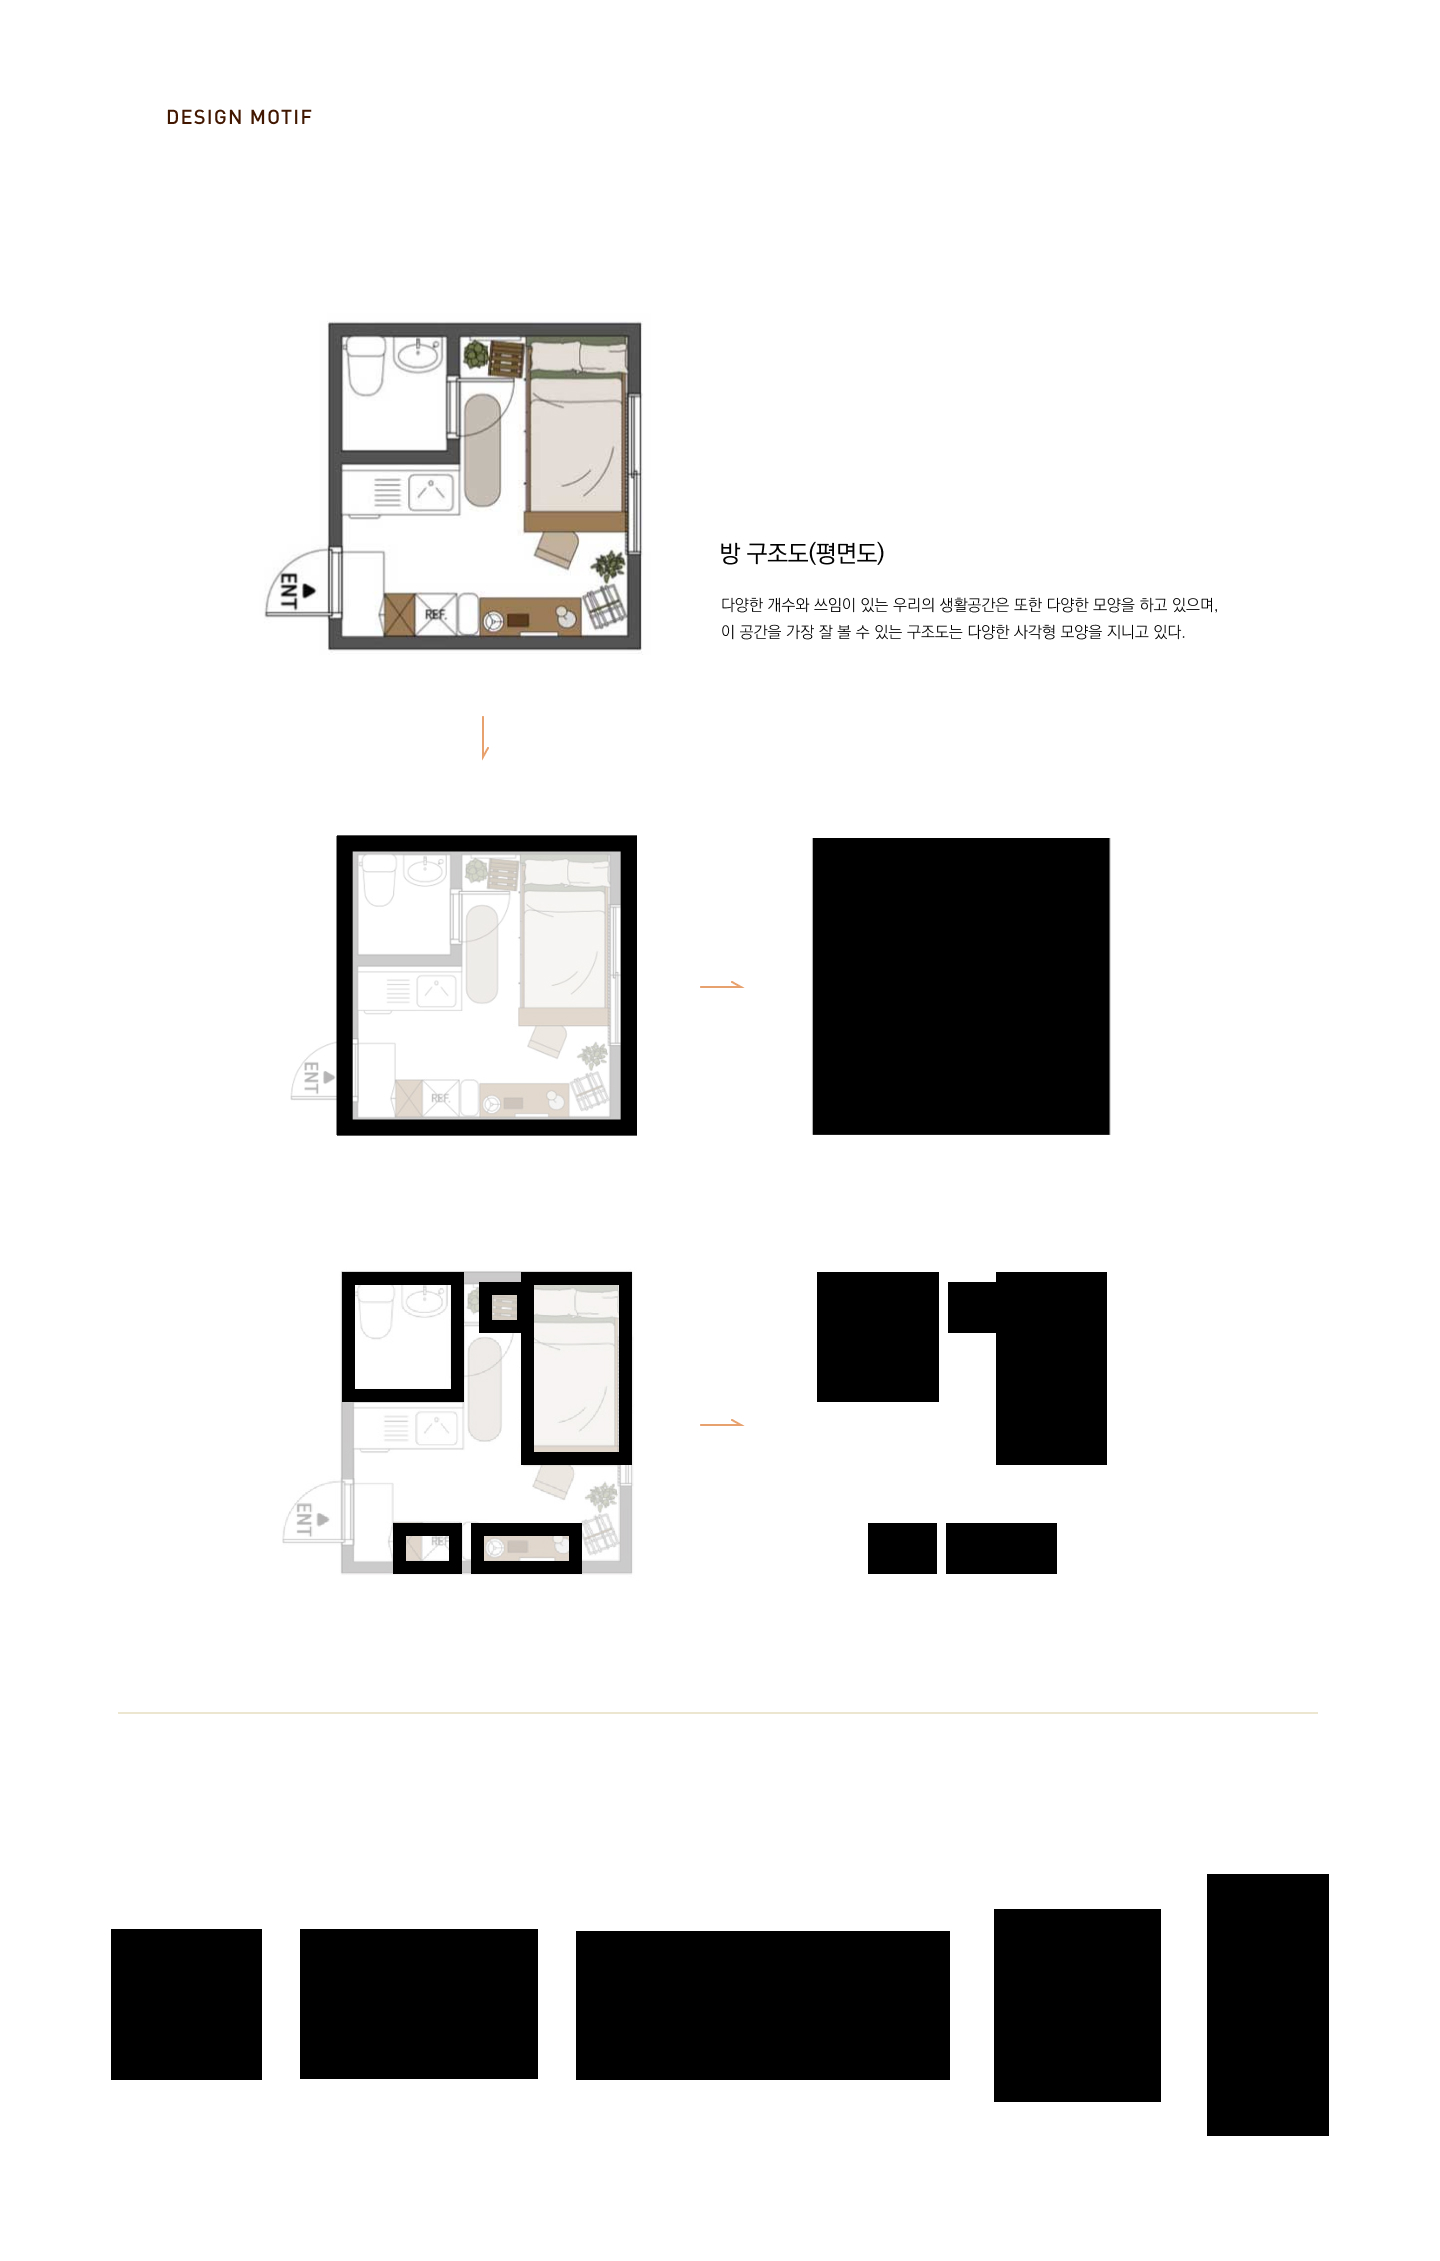 DESIGN MOTIF
ENT
REF.
방 구조도(평면도)
다양한 개수와 쓰임이 있는 우리의 생활공간은 또한 다양한 모양을 하고 있으며,
이 공간을 가장 잘 볼 수 있는 구조도는 다양한 사각형 모양을 지니고 있다.
ENT
REF.
ENT
REF